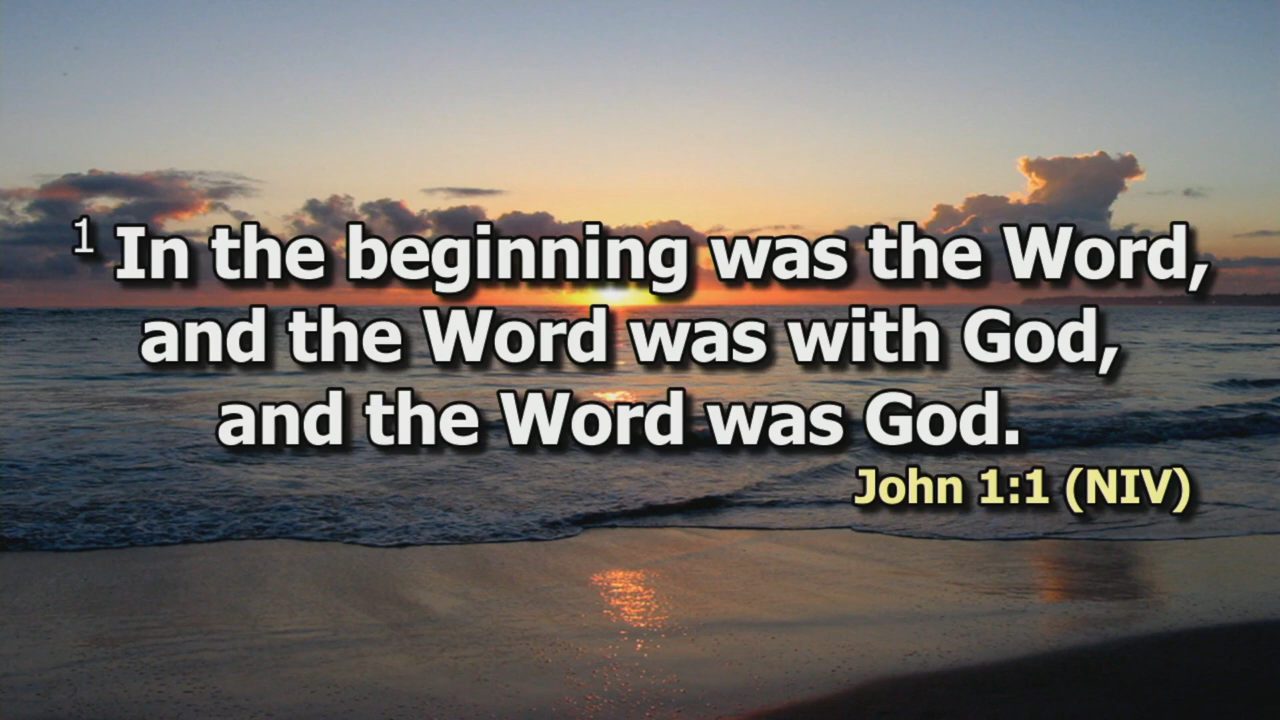 1 In the beginning was the Word,
and the Word was with God,
and the Word was God.
John 1:1 (NIV)